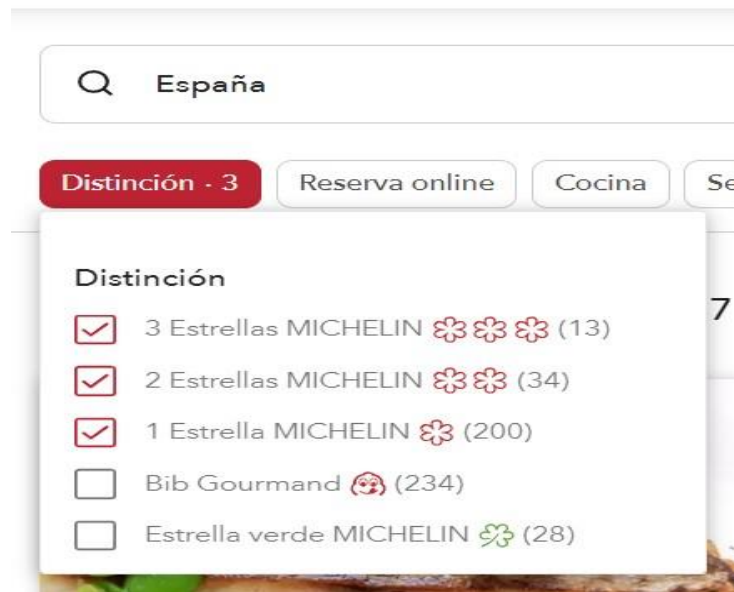 España
Distinción · 3 Reserva online Cocina
Distinción
7
3 Estrellas MICHELIN (13)
2 Estrellas MICHELIN (34)
1 Estrella MICHELIN (200)
Bib Gourmand (234)
Estrella verde MICHELIN (28)